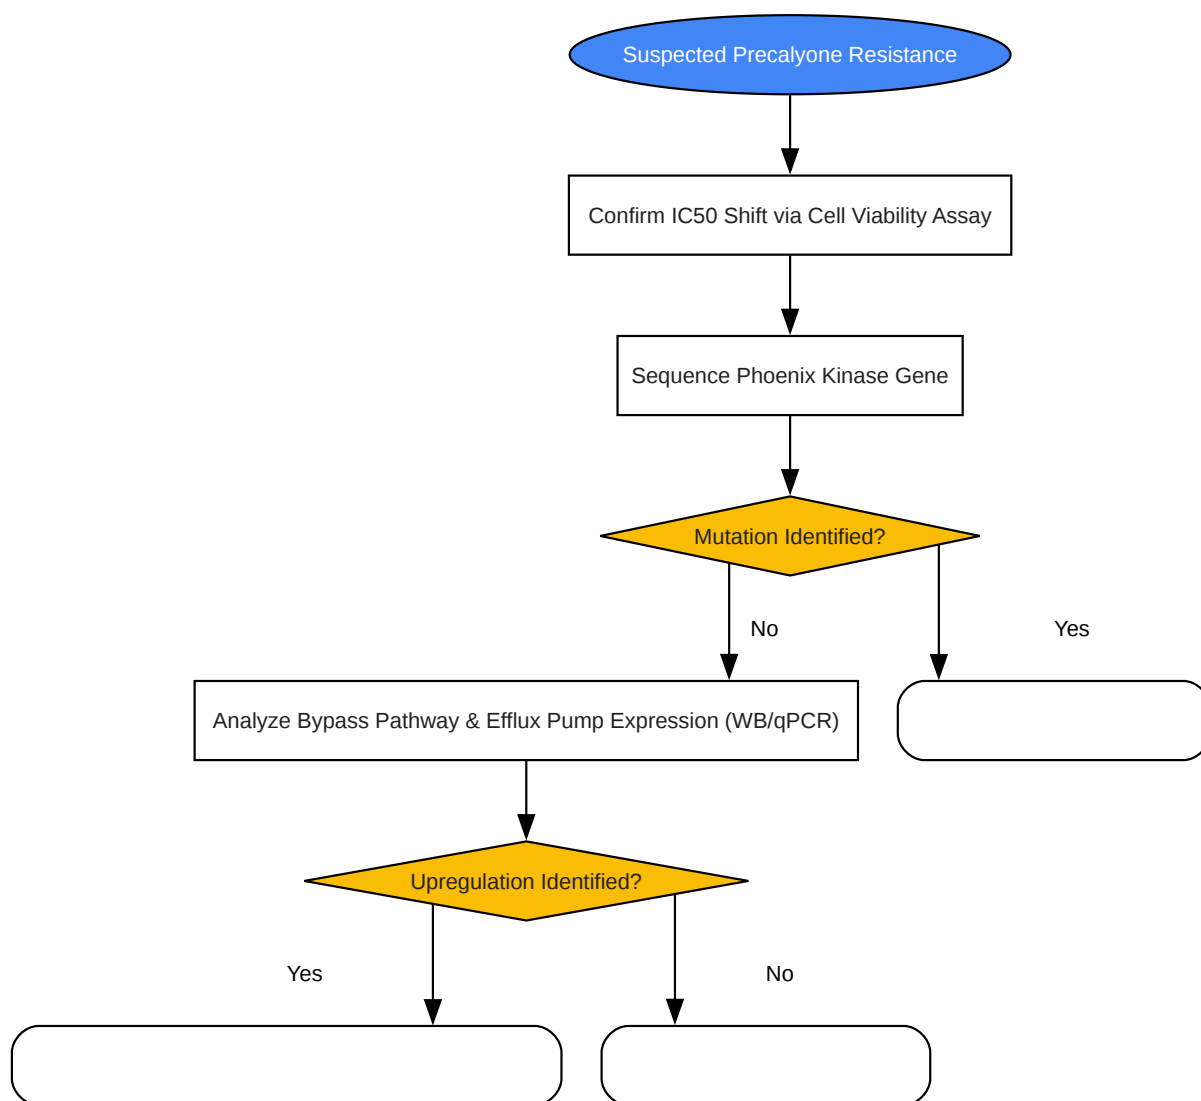 Suspected Precalyone Resistance
Confirm IC50 Shift via Cell Viability Assay
Sequence Phoenix Kinase Gene
Mutation Identified?
No
Yes
Analyze Bypass Pathway & Efflux Pump Expression (WB/qPCR)
Upregulation Identified?
Yes
No